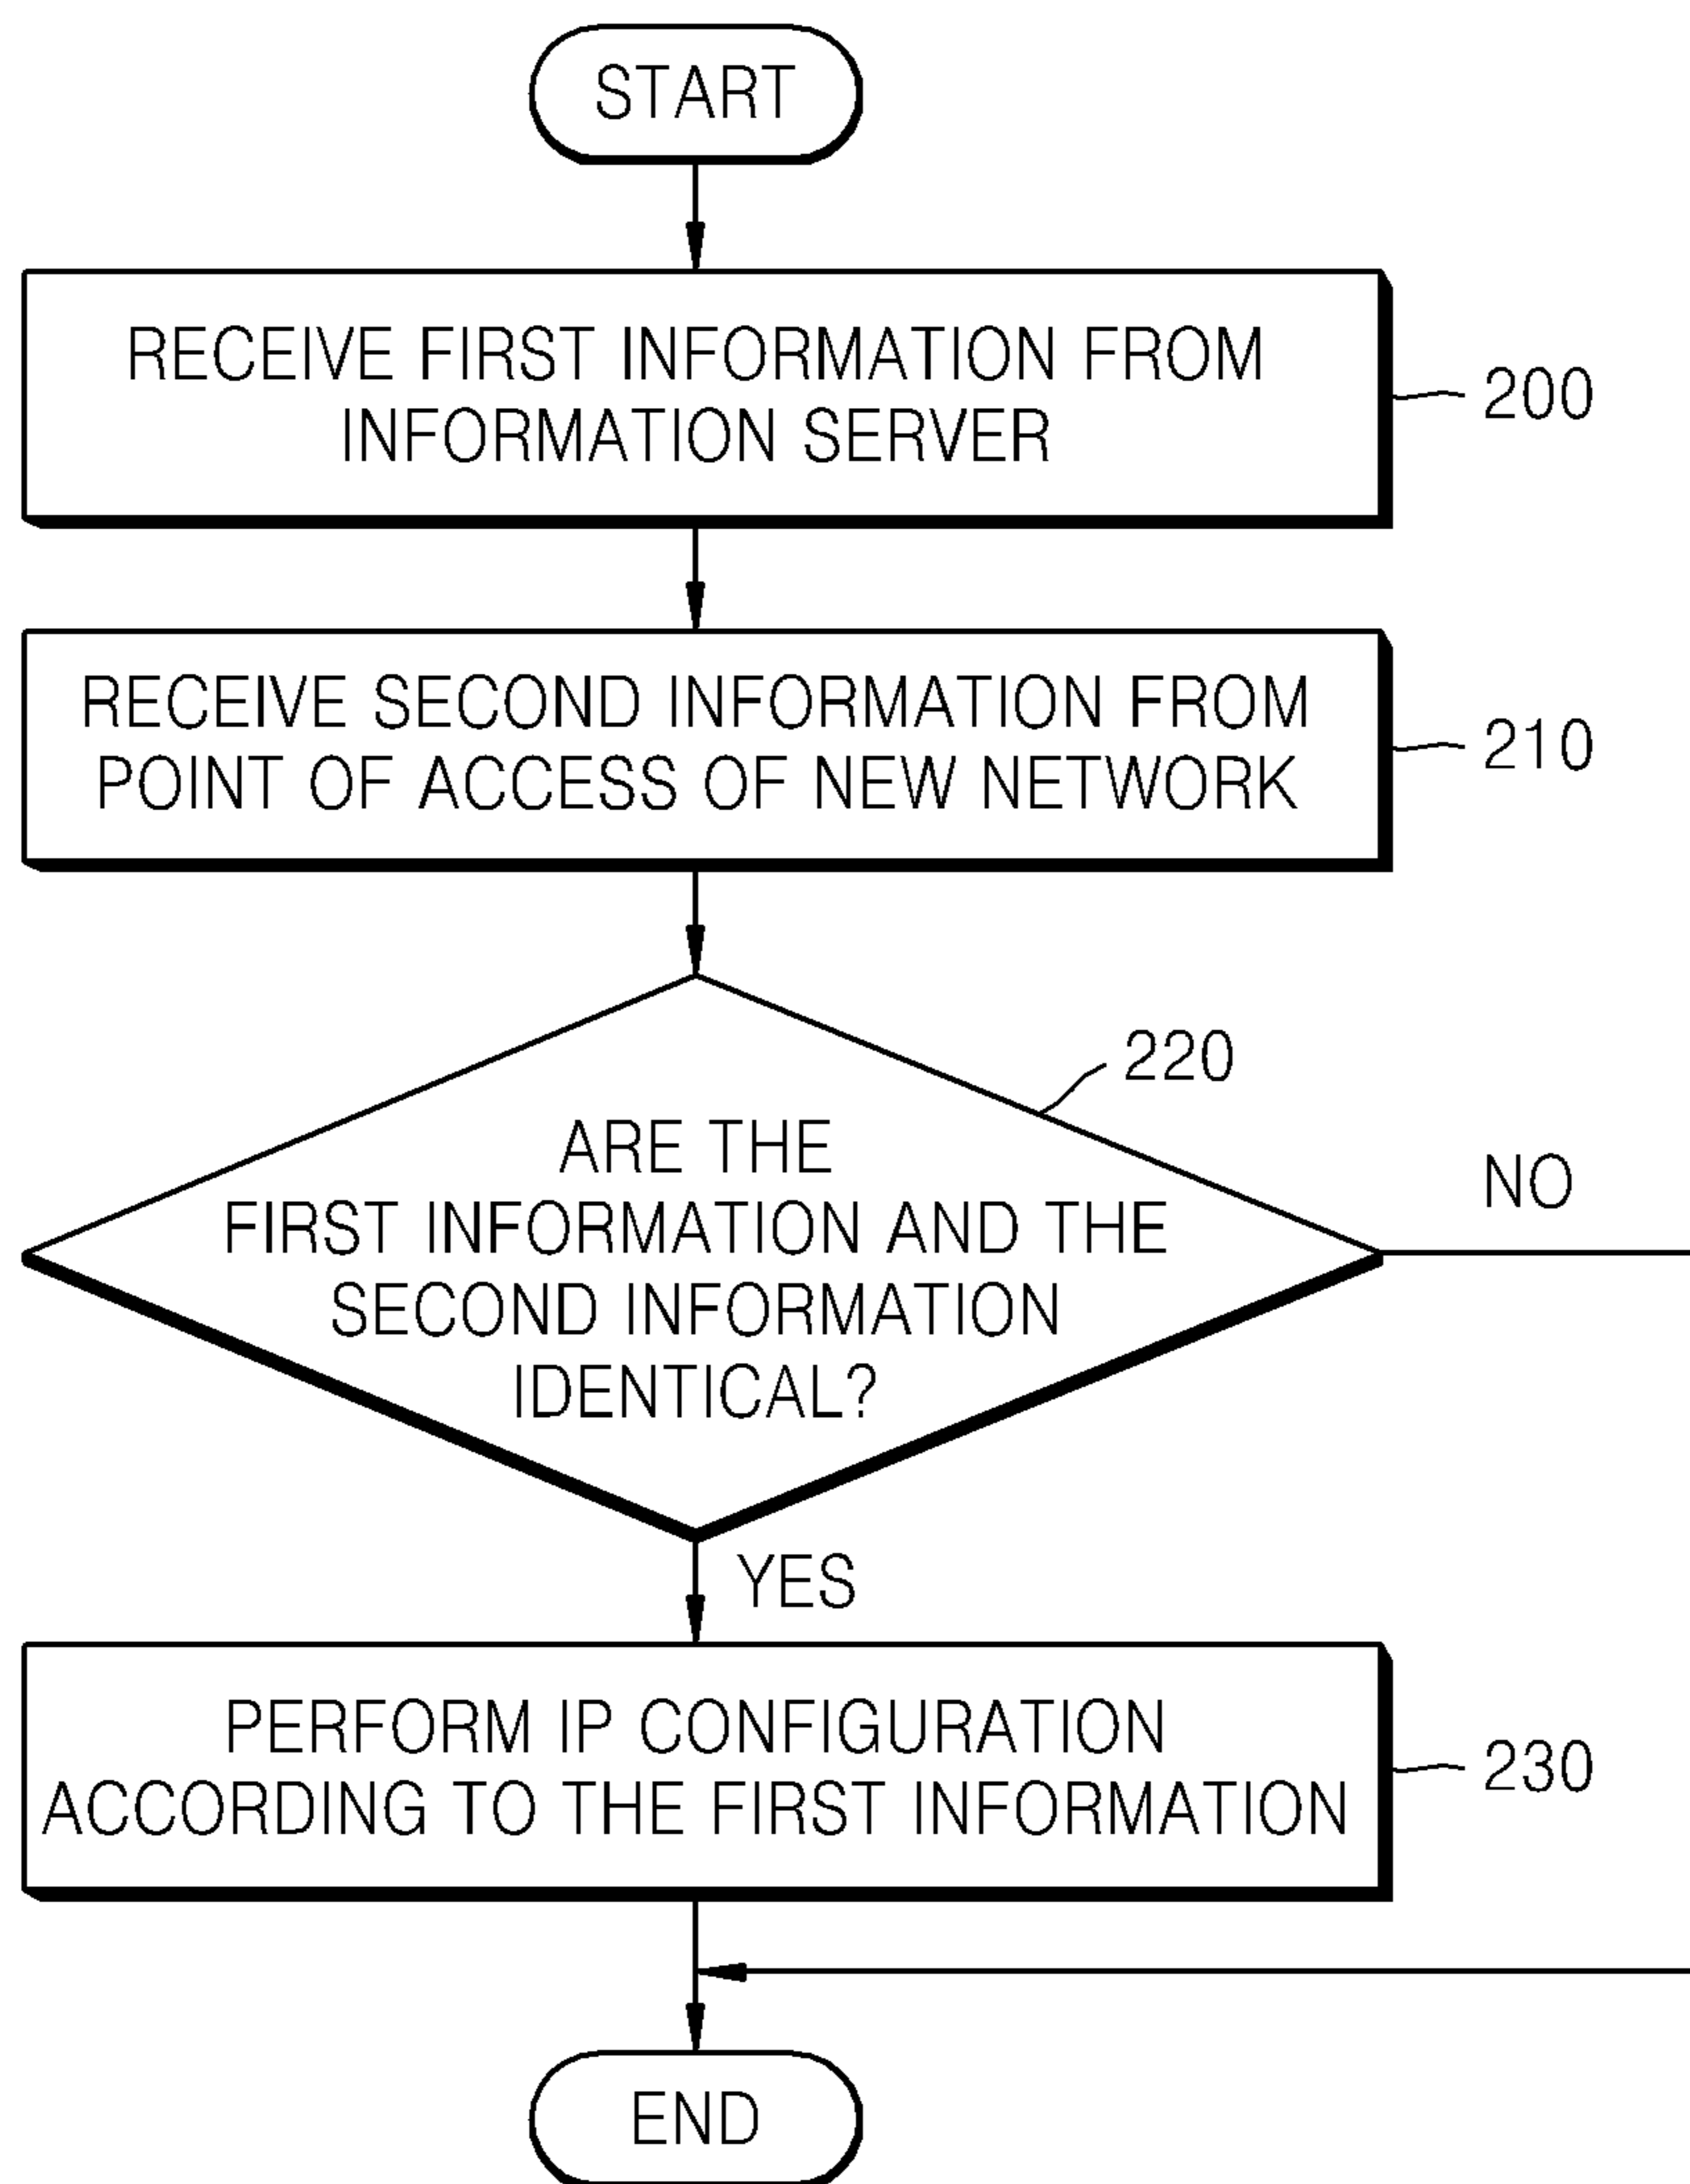 START
RECEIVE FIRST INFORMATION FROM
INFORMATION SERVER
200
RECEIVE SECOND INFORMATION FROM
POINT OF ACCESS OF NEW NETWORK
210
220
ARE THE
FIRST INFORMATION AND THE
SECOND INFORMATION
IDENTICAL?
NO
YES
PERFORM IP CONFIGURATION
ACCORDING TO THE FIRST INFORMATION
230
END